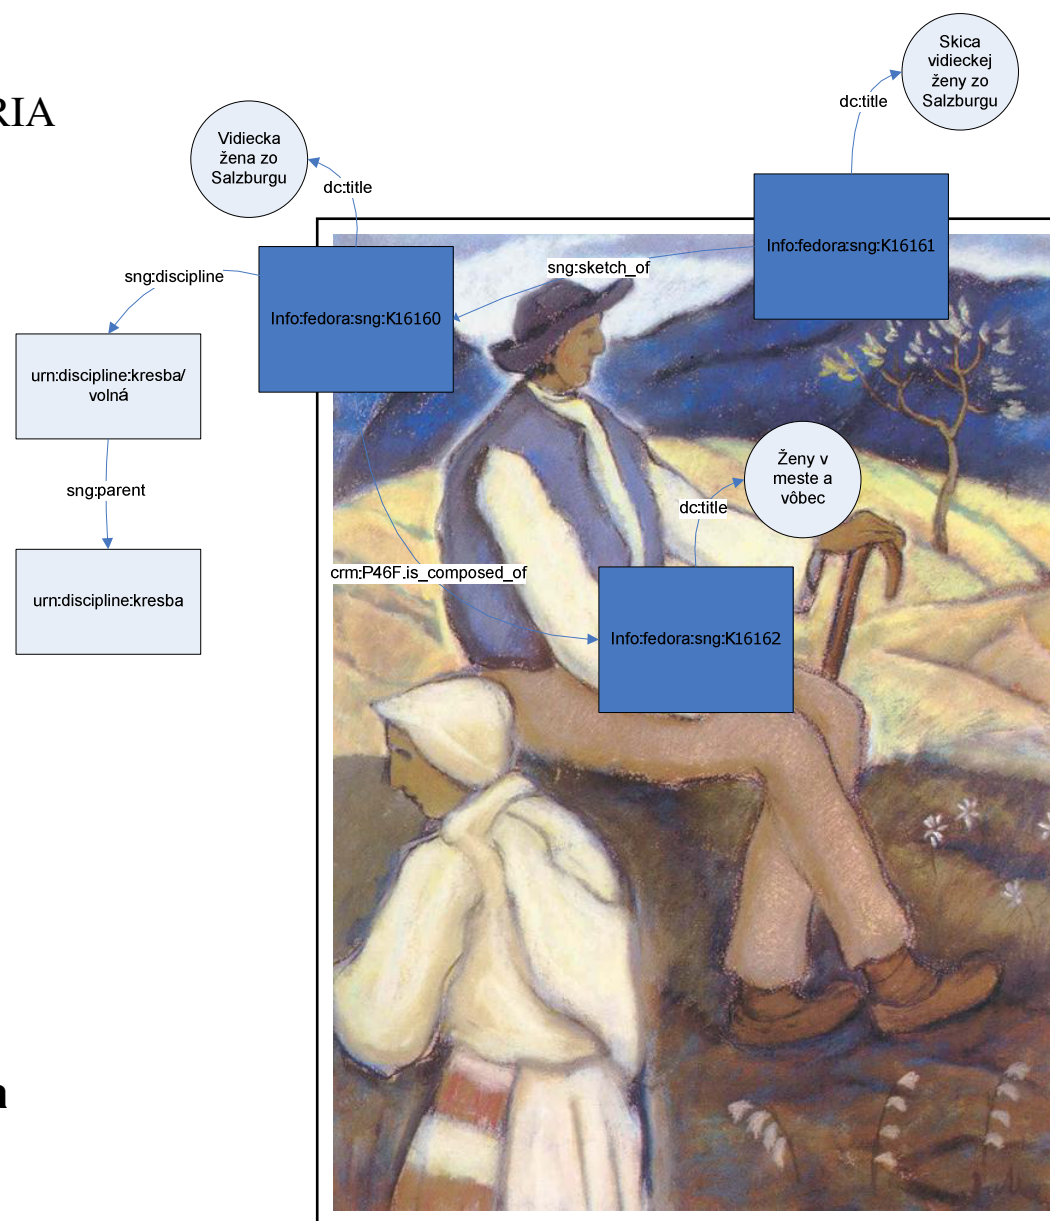 Skica
vidieckej
ženy zo
Salzburgu
dc:title
RIA
Vidiecka
žena zo
Salzburgu
dc:title
Info:fedora:sng:K16161
sng:sketch_of
sng:discipline
Info:fedora:sng:K16160
urn:discipline:kresba/
volná
Ženy v
meste a
vôbec
dc:title
sng:parent
crm:P46F.is_composed_of
urn:discipline:kresba
Info:fedora:sng:K16162
a